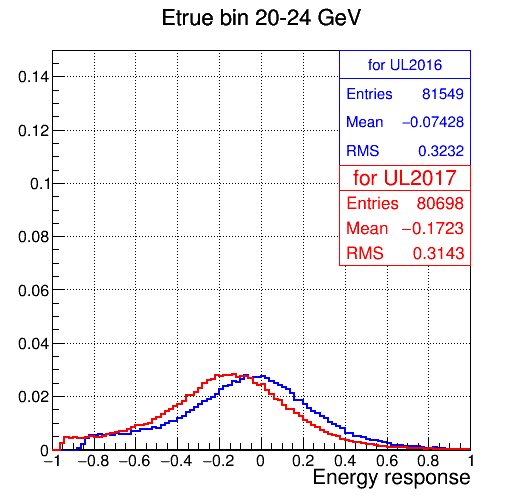 Etrue bin 20-24 GeV
for UL2016
Entries 81549
Mean −0.07428
RMS 0.3232
for UL2017
Entries 80698
Mean −0.1723
RMS 0.3143
0.14
0.12
0.1
0.08
0.06
0.04
0.02
0
−1 −0.8 −0.6 −0.4 −0.2 0 0.2 0.4 0.6 0.8 1
Energy response